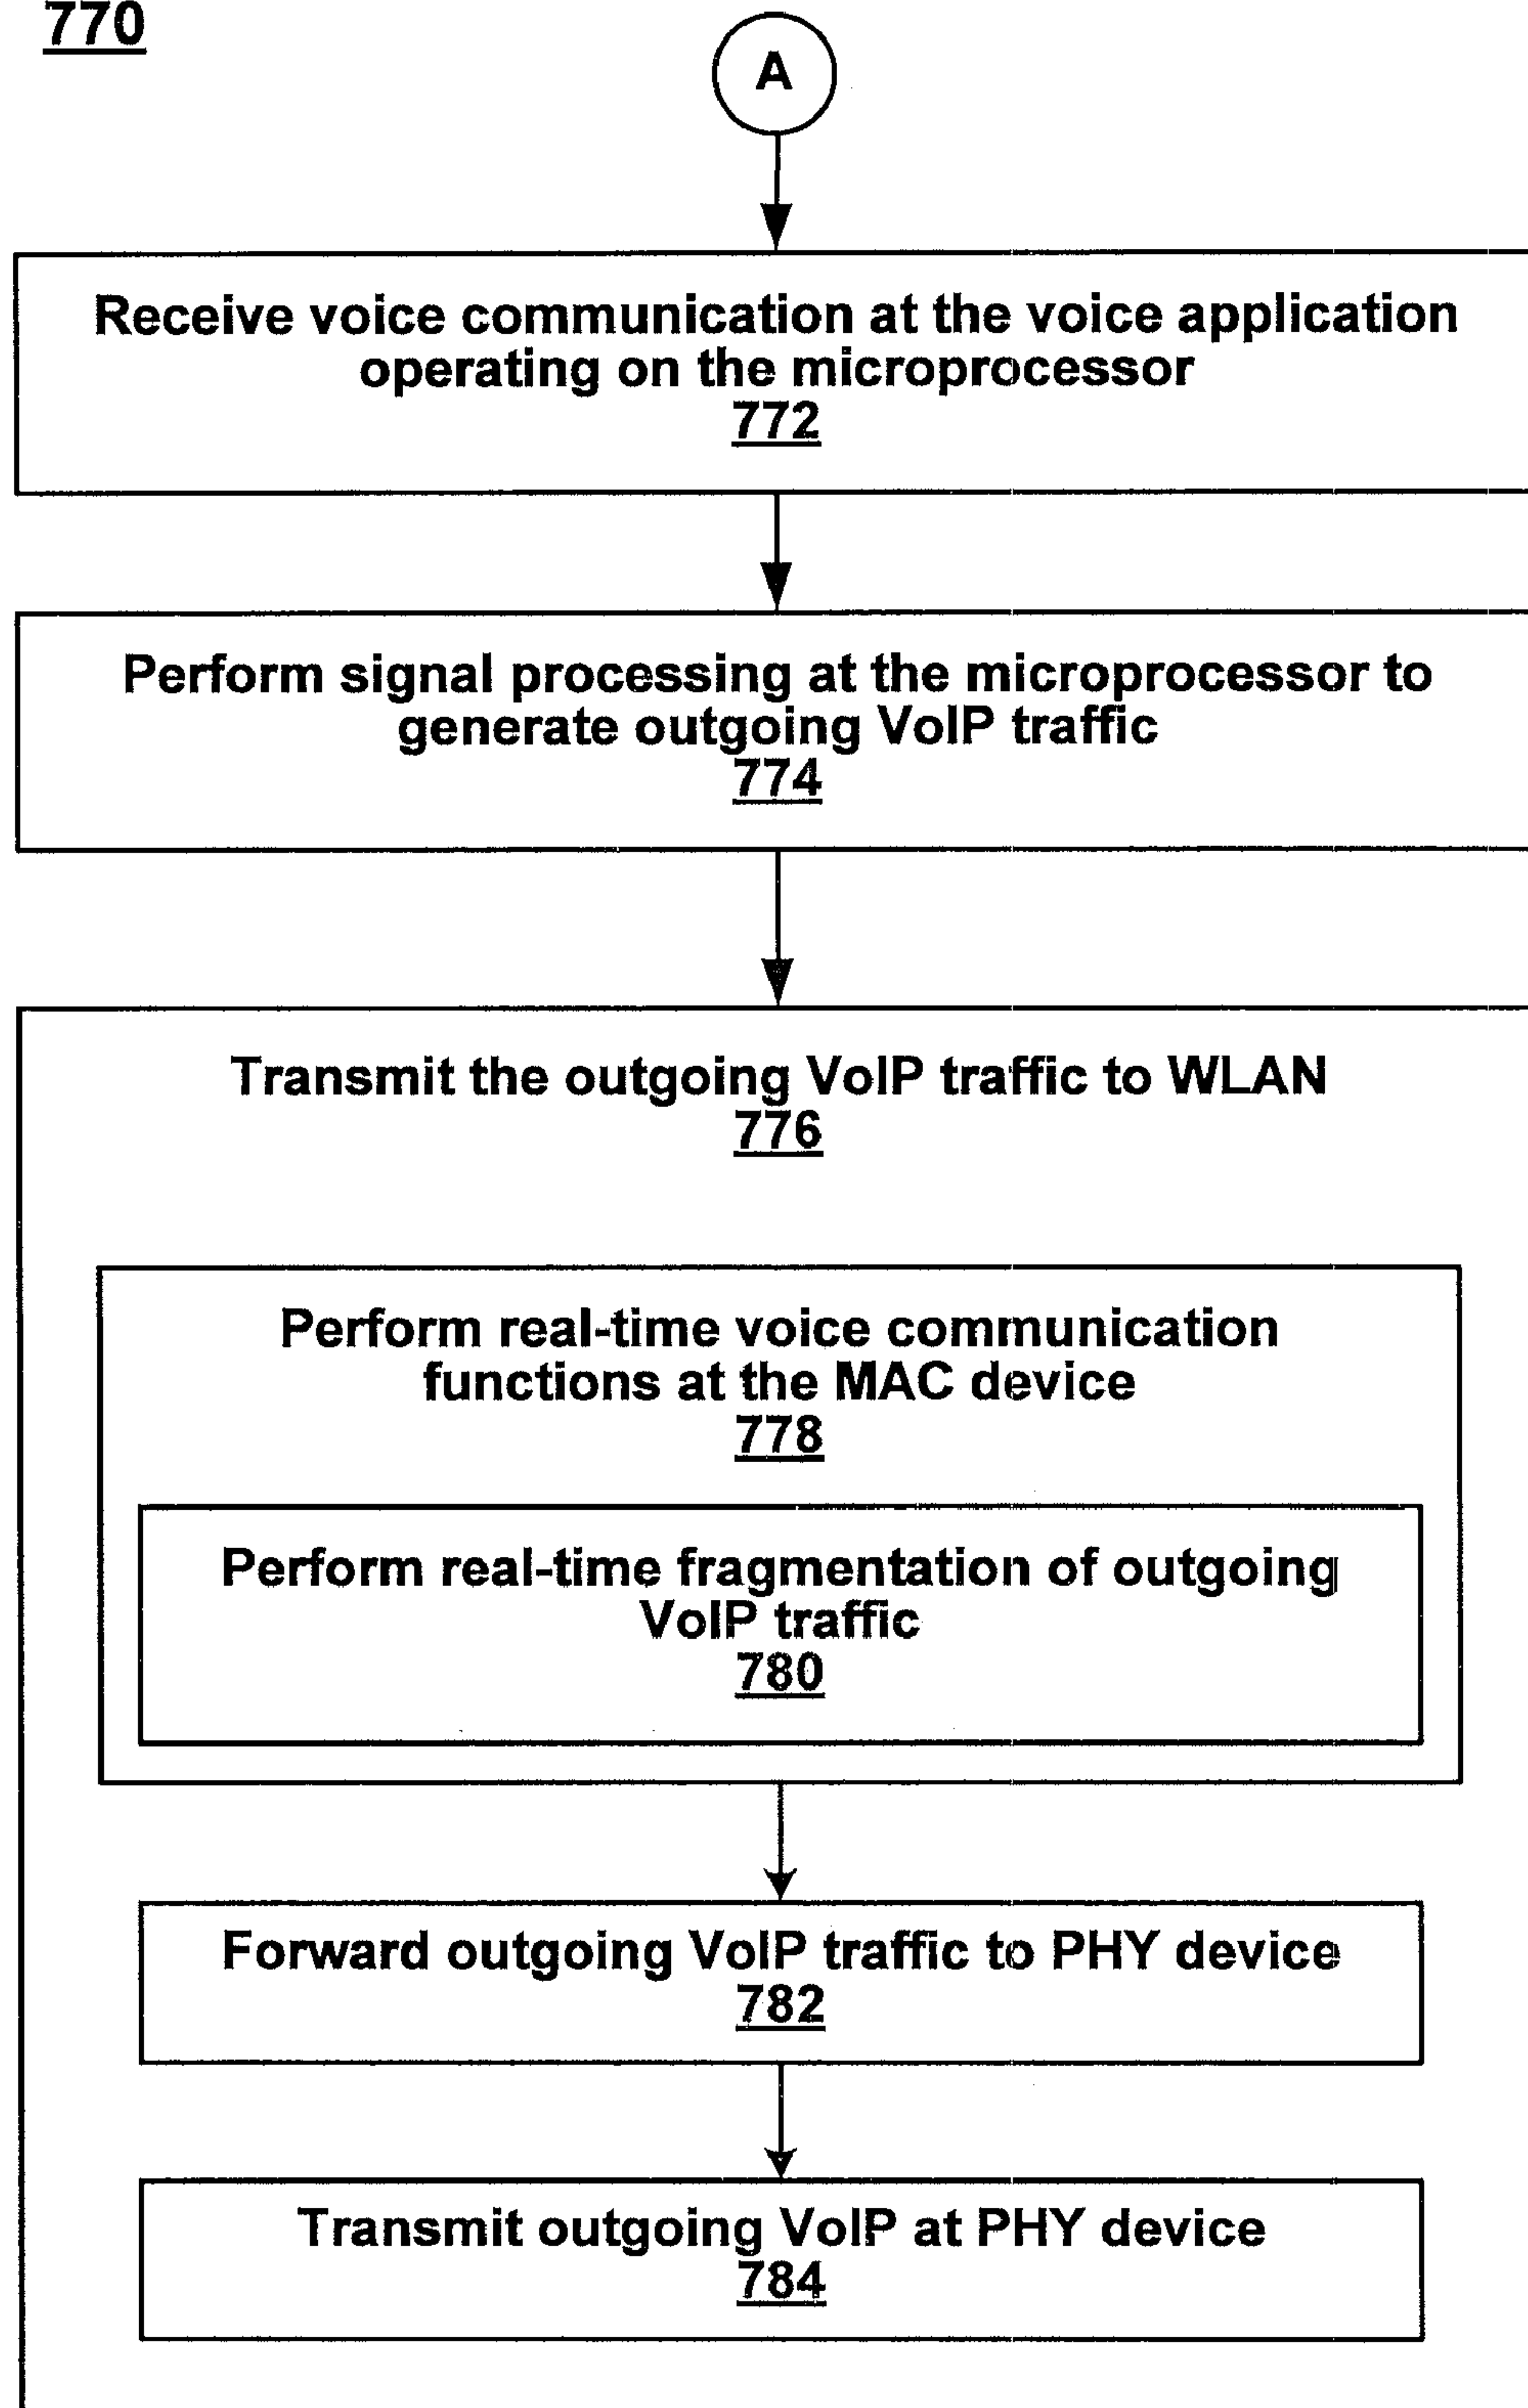 770
A
Receive voice communication at the voice application
operating on the microprocessor
772
Perform signal processing at the microprocessor to
generate outgoing VoIP traffic
774
Transmit the outgoing VoIP traffic to WLAN
776
Perform real-time voice communication
functions at the MAC device
778
Perform real-time fragmentation of outgoing
VoIP traffic
780
Forward outgoing VoIP traffic to PHY device
782
Transmit outgoing VoIP at PHY device
784